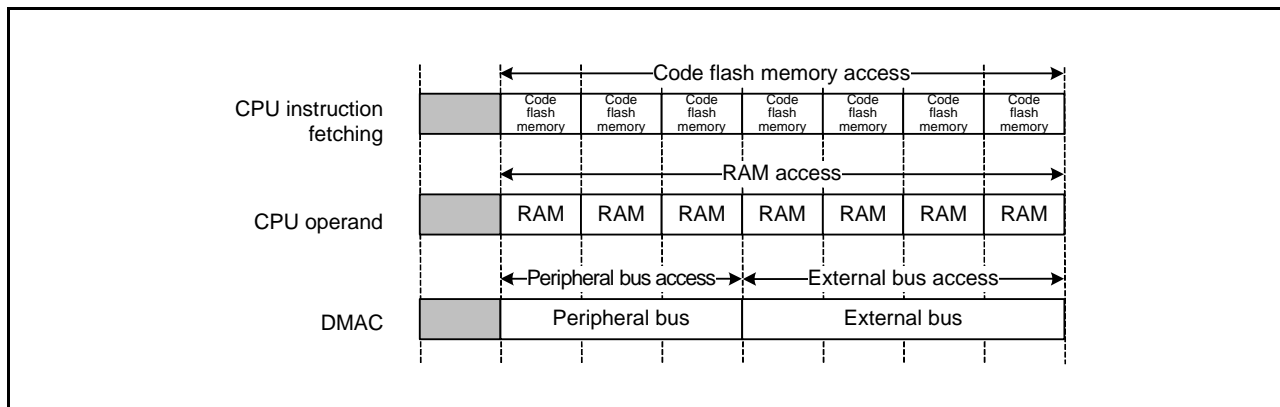 Code flash memory access
CPU instruction
fetching
Code
flash
memory
Code
flash
memory
Code
flash
memory
Code
flash
memory
Code
flash
memory
Code
flash
memory
Code
flash
memory
RAM access
CPU operand
RAM RAM RAM RAM RAM RAM RAM
Peripheral bus access External bus access
DMAC
Peripheral bus External bus